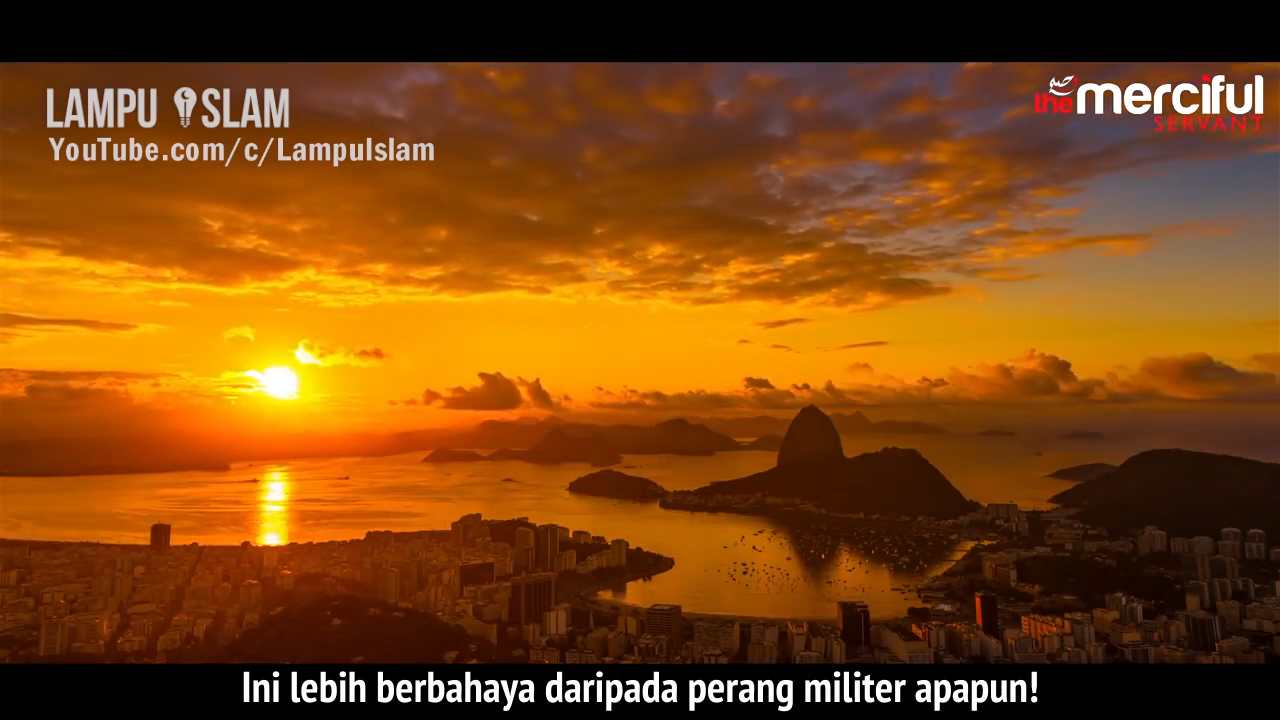 LAMPU ISLAM
YouTube.com/c/LampuIslam
the merciful
SERVANT
Ini lebih berbahaya daripada perang militer apapun!